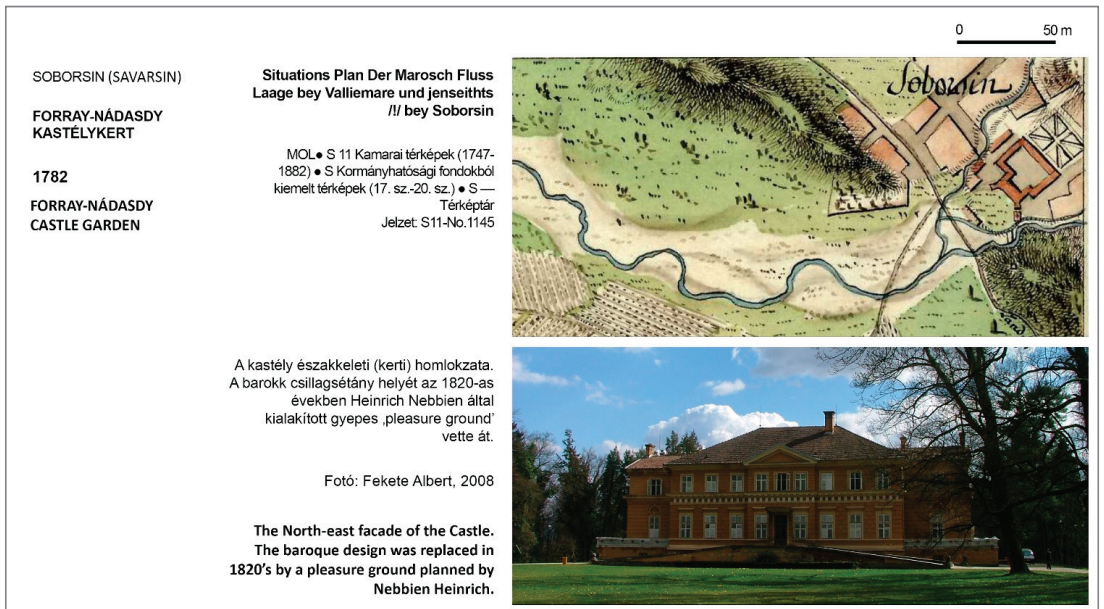 0 50 m
SOBORSIN (SAVARSIN)
FORRAY-NÁDASDY
KASTÉLYKERT
1782
FORRAY-NÁDASDY
CASTLE GARDEN
Situations Plan Der Marosch Fluss
Laage bey Valliemare und jenseithts
/!/ bey Soborsin
MOL● S 11 Kamarai térképek (1747-
1882) ● S Kormányhatósági fondokból
kiemelt térképek (17. sz.-20. sz.) ● S —
Térképtár
Jelzet: S11-No.1145
Soborsin
A kastély északkeleti (kerti) homlokzata.
A barokk csillagsétány helyét az 1820-as
években Heinrich Nebbien által
kialakított gyepes ‚pleasure ground’
vette át.
Fotó: Fekete Albert, 2008
The North-east facade of the Castle.
The baroque design was replaced in
1820's by a pleasure ground planned by
Nebbien Heinrich.